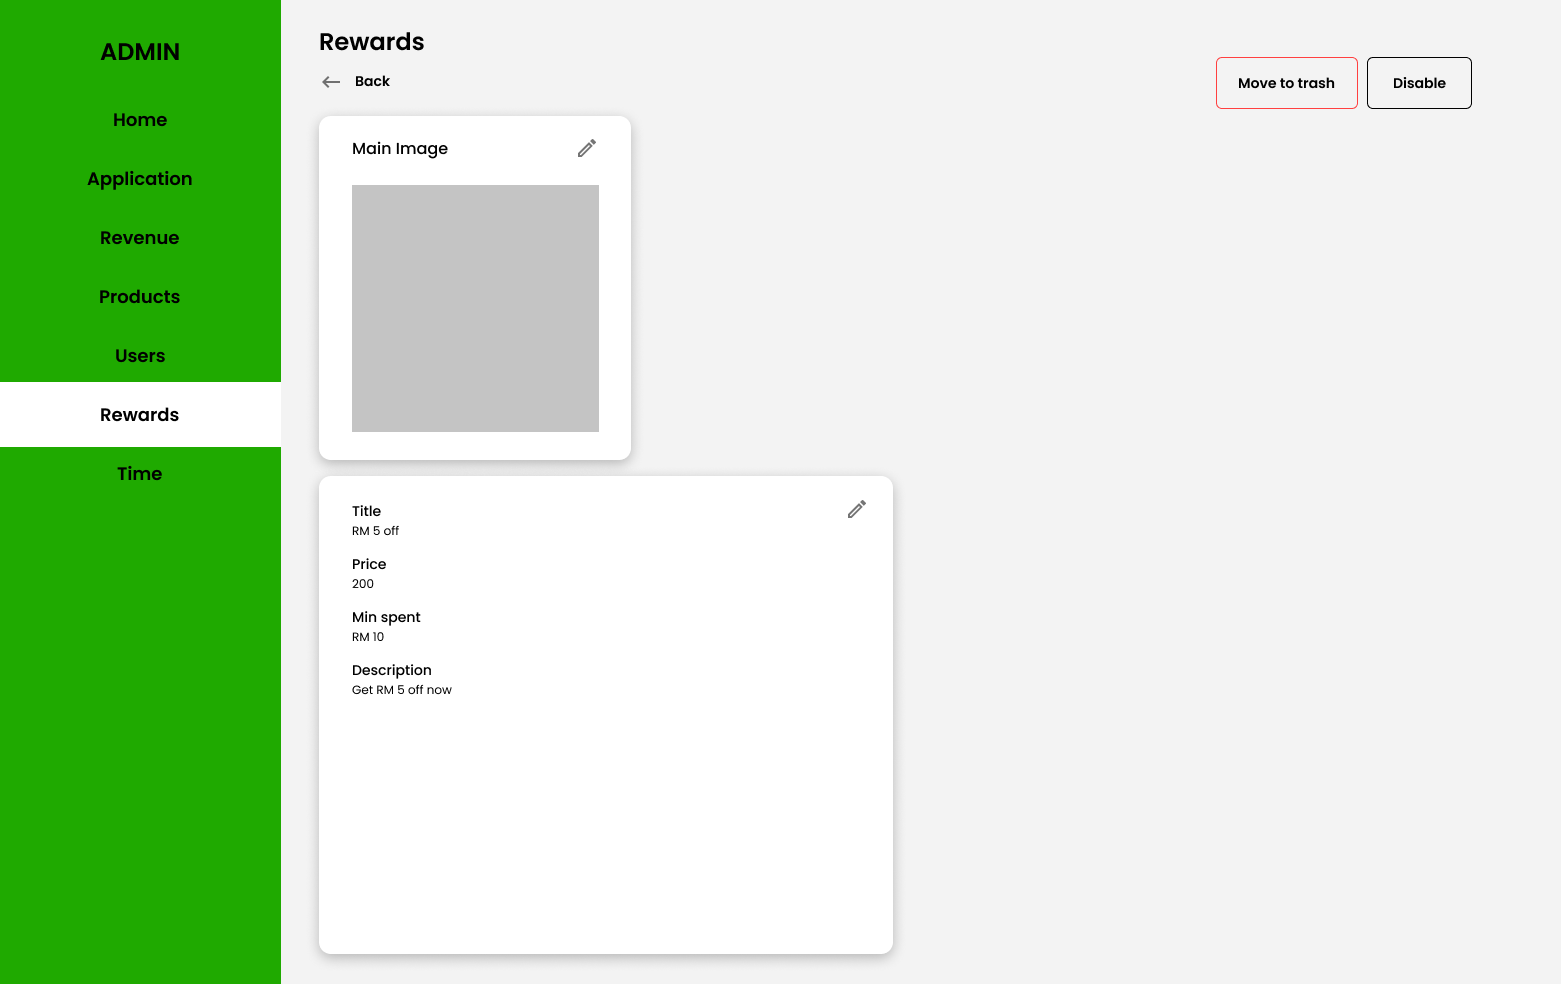 ADMIN
Home
Application
Revenue
Products
Users
Rewards
Time
Rewards
Back
Move to trash
Disable
Main Image
Title
RM 5 off
Price
200
Min spent
RM 10
Description
Get RM 5 off now